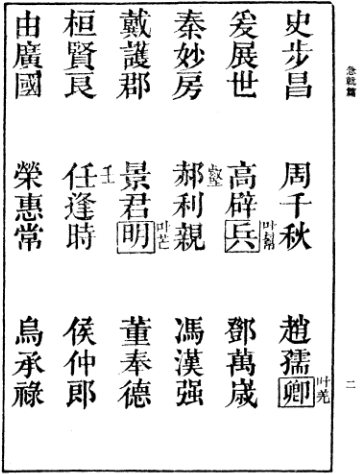 急就篇 二
史步昌 周千秋 趙孺卿叶羌
爰展世 高辟兵叶幫 鄧萬歲
秦妙房 郝壑利親 馮漢强
戴護郡 景君明叶芒 董奉德
桓賢良 任壬逢時 侯仲郎
由廣國 榮惠常 烏承祿